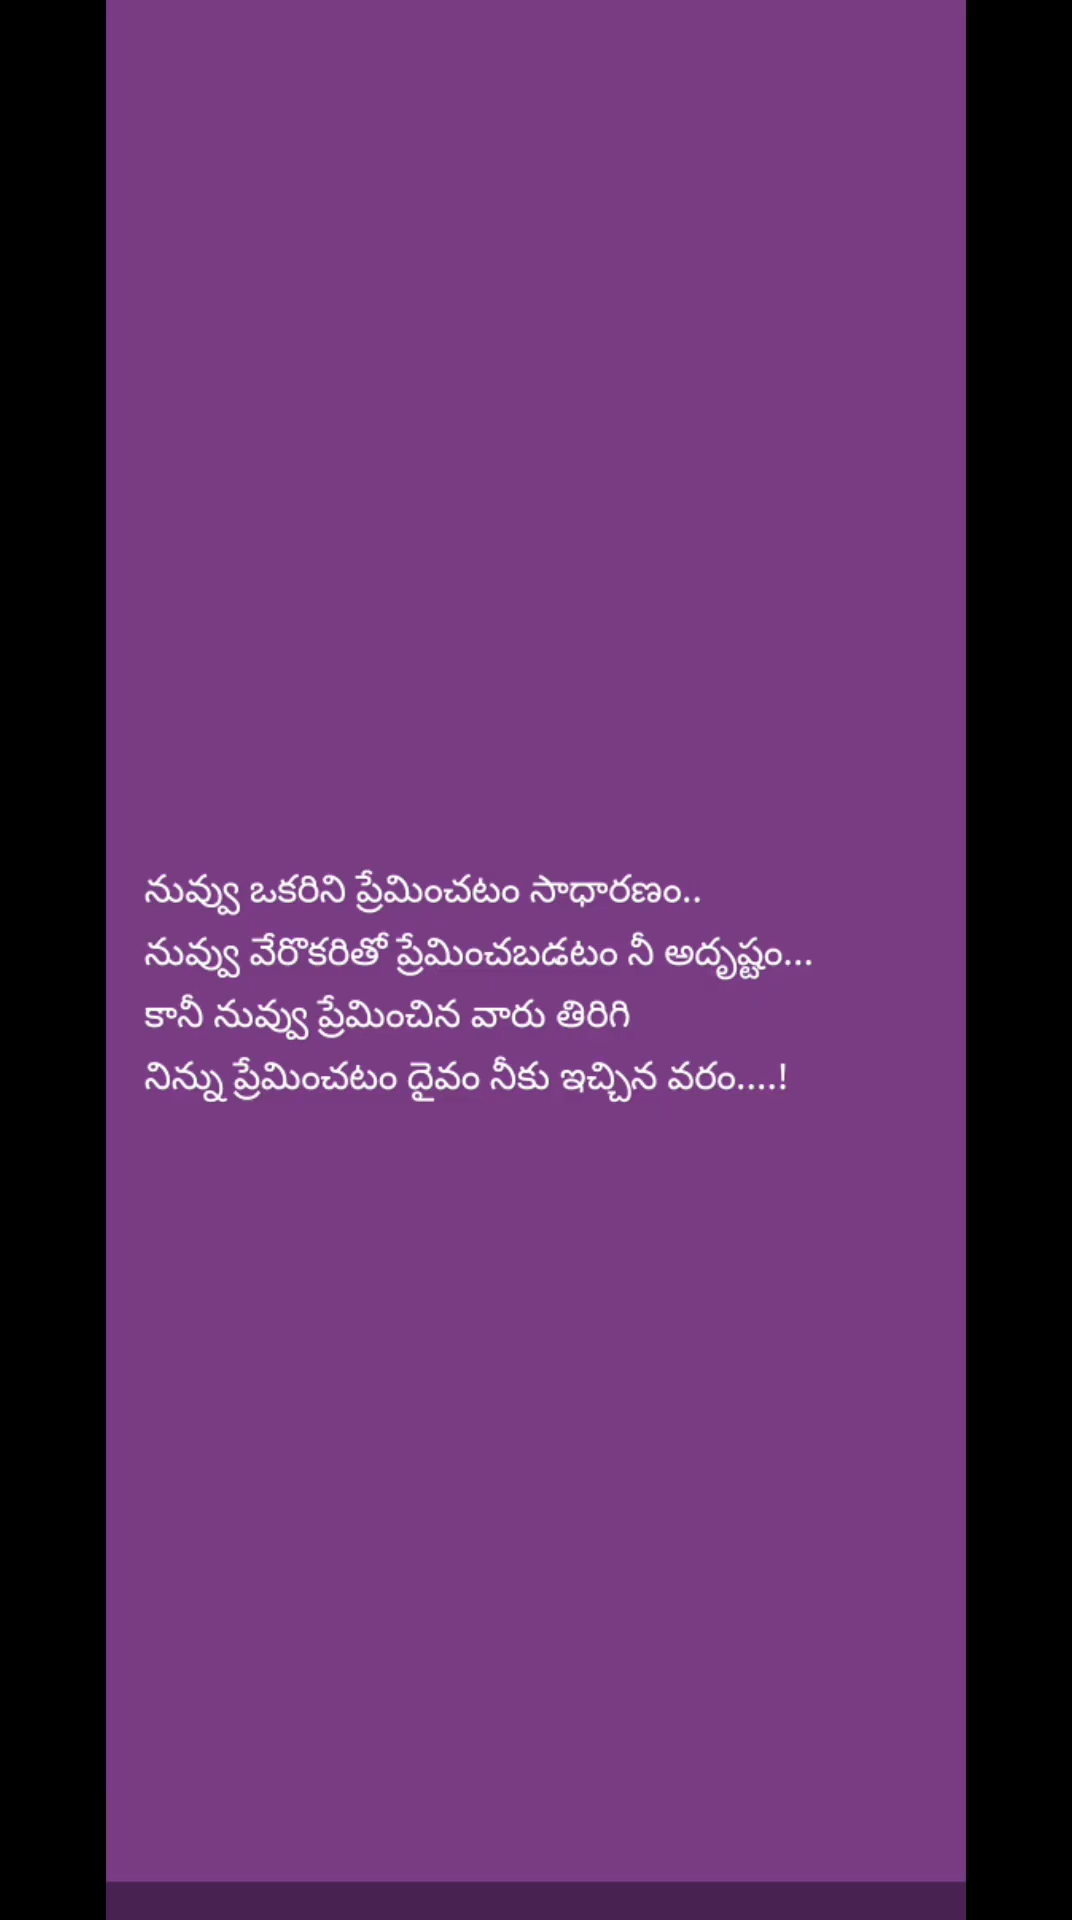 నువ్వు ఒకరిని ప్రేమించటం సాధారణం..
నువ్వు వేరొకరితో ప్రేమించబడటం నీ అదృష్టం...
కానీ నువ్వు ప్రేమించిన వారు తిరిగి
నిన్ను ప్రేమించటం దైవం నీకు ఇచ్చిన వరం....!